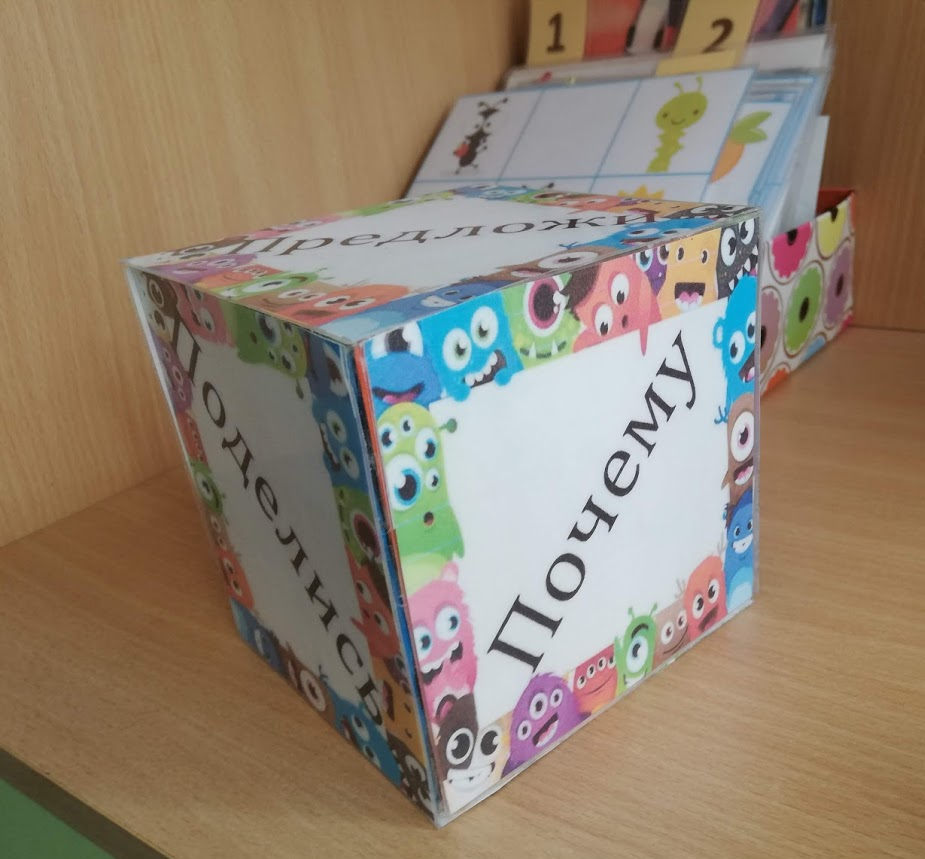 1
2
Предложи
Поделись
Почему